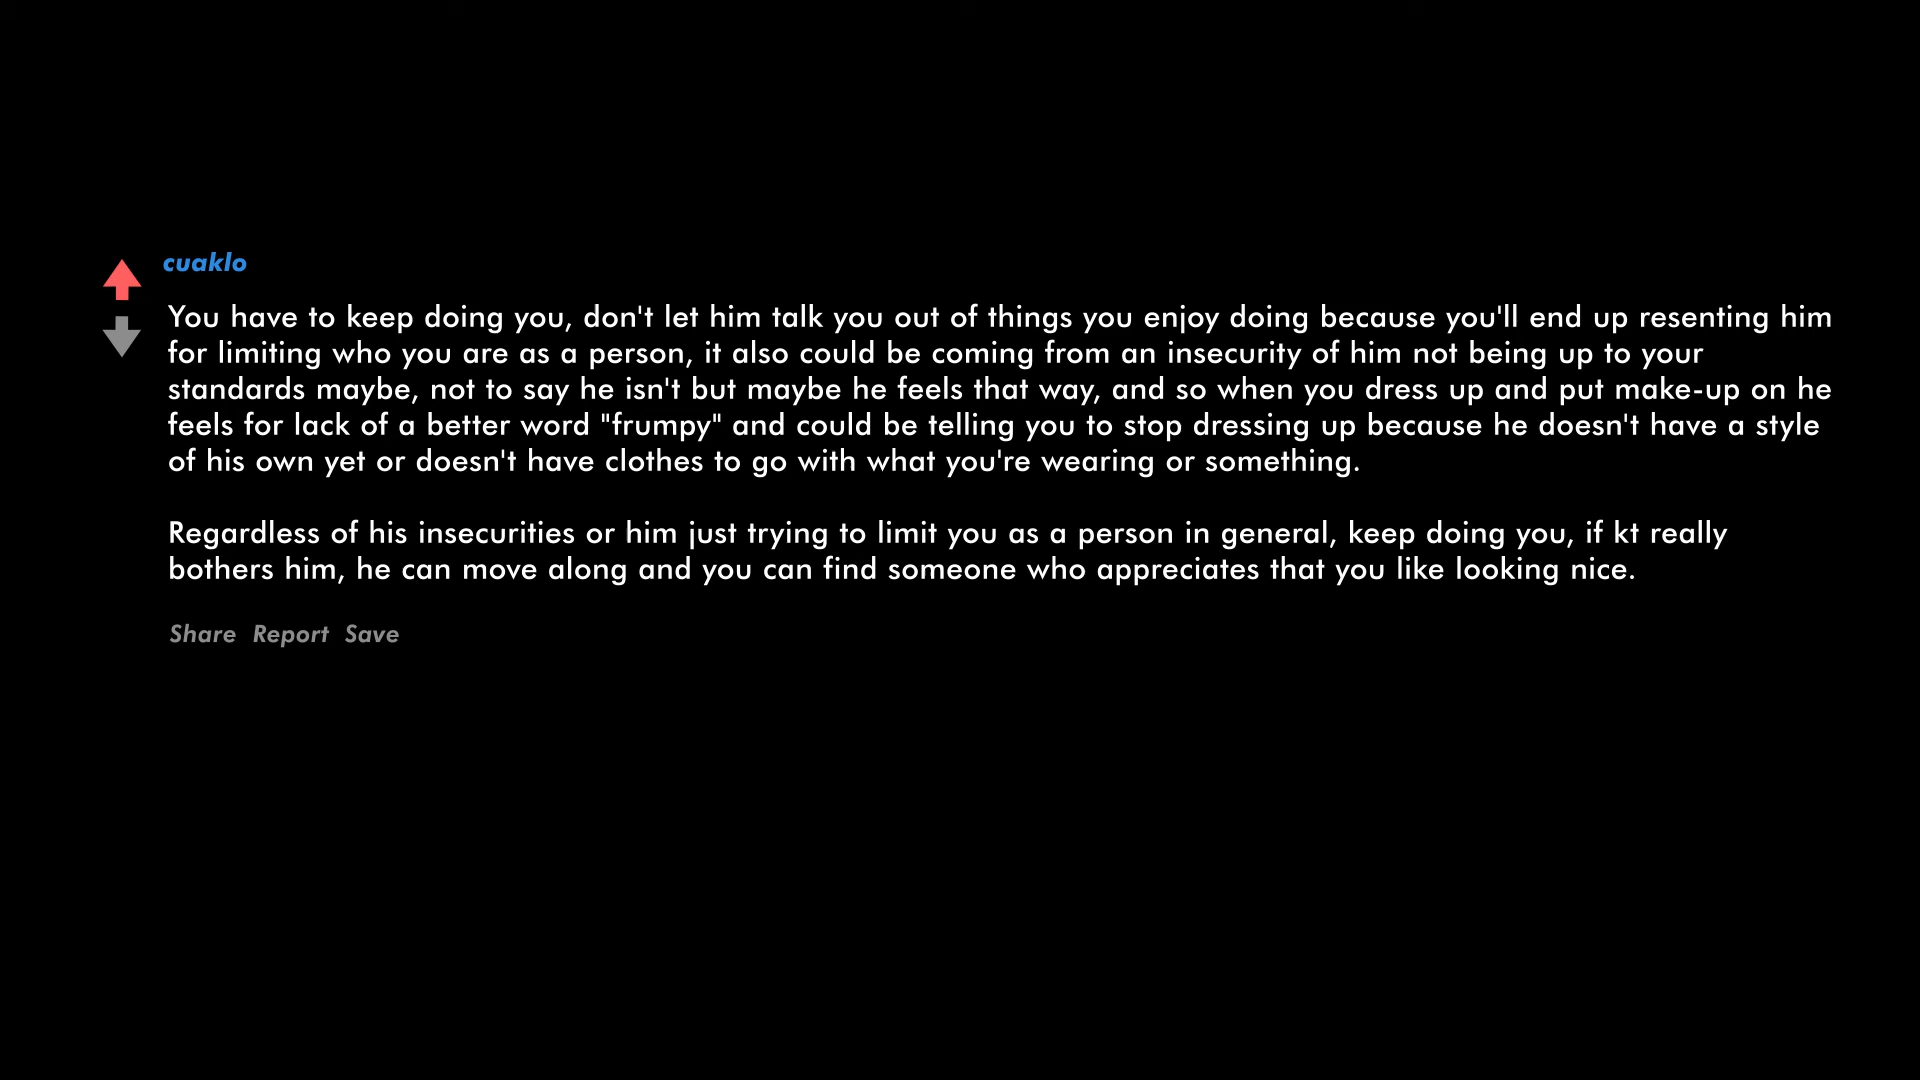 cuaklo
You have to keep doing you, don't let him talk you out of things you enjoy doing because you'll end up resenting him
for limiting who you are as a person, it also could be coming from an insecurity of him not being up to your
standards maybe, not to say he isn't but maybe he feels that way, and so when you dress up and put make-up on he
feels for lack of a better word "frumpy" and could be telling you to stop dressing up because he doesn't have a style
of his own yet or doesn't have clothes to go with what you're wearing or something.
Regardless of his insecurities or him just trying to limit you as a person in general, keep doing you, if kt really
bothers him, he can move along and you can find someone who appreciates that you like looking nice.
Share Report Save